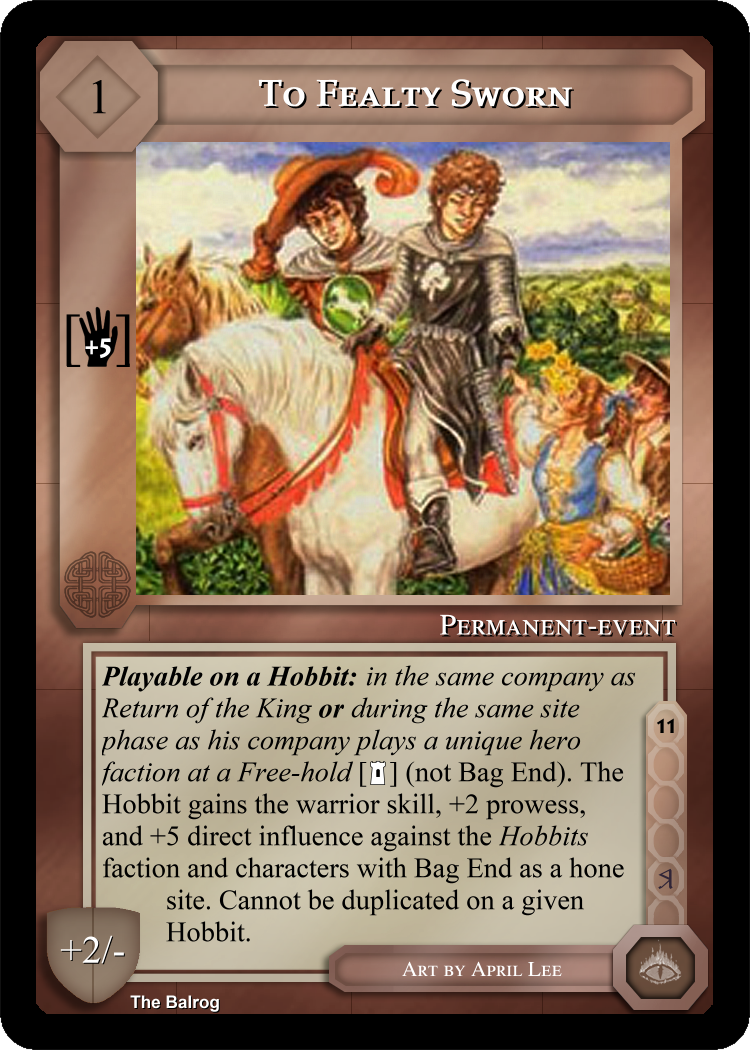 1
To Fealty Sworn
[+5]
Permanent-event
Playable on a Hobbit: in the same company as
Return of the King or during the same site
phase as his company plays a unique hero
faction at a Free-hold [ ] (not Bag End). The
Hobbit gains the warrior skill, +2 prowess,
and +5 direct influence against the Hobbits
faction and characters with Bag End as a hone
site. Cannot be duplicated on a given
Hobbit.
11
+2/-
Art by April Lee
The Balrog